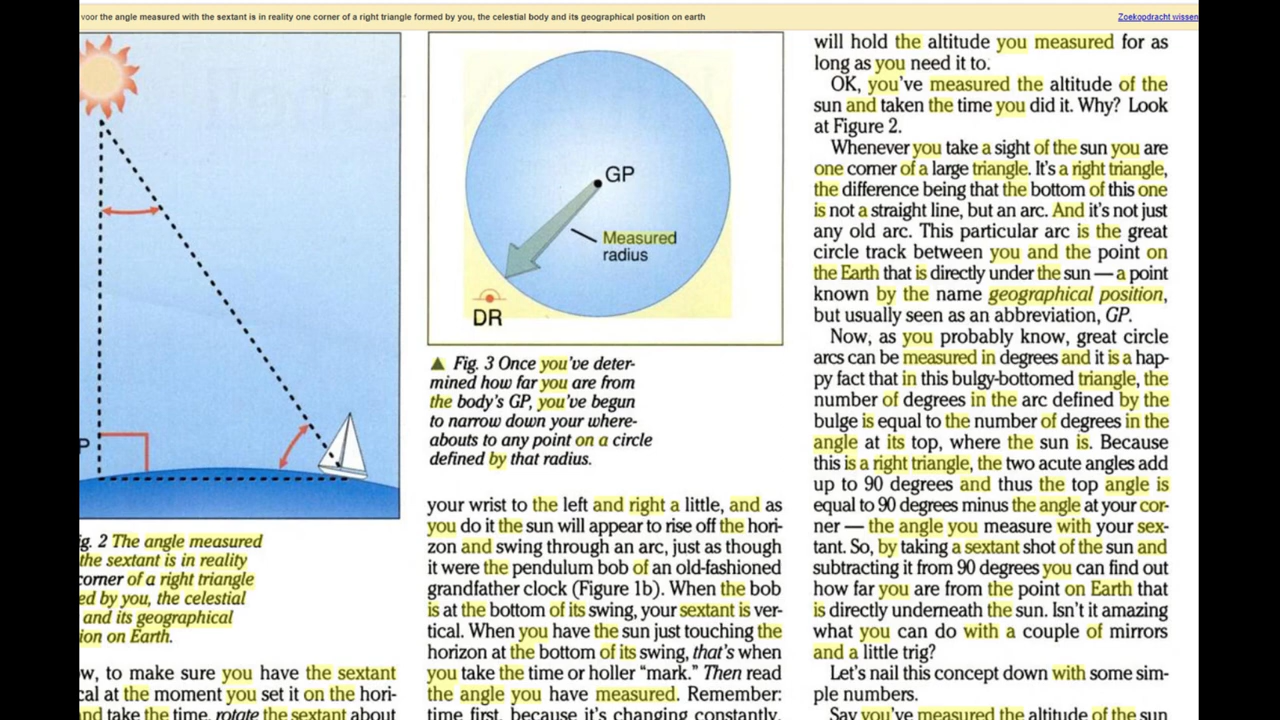 voor the angle measured with the sextant is in reality one corner of a right triangle formed by you, the celestial body and its geographical position on earth
Zoekopdracht wissen
P
ig. 2 The angle measured
the sextant is in reality
corner of a right triangle
ed by you, the celestial
and its geographical
ion on Earth.
w, to make sure you have the sextant
cal at the moment you set it on the hori-
and take the time, rotate the sextant about
GP
Measured
radius
DR
▲ Fig. 3 Once you've deter-
mined how far you are from
the body's GP, you've begun
to narrow down your where-
abouts to any point on a circle
defined by that radius.
your wrist to the left and right a little, and as
you do it the sun will appear to rise off the hori-
zon and swing through an arc, just as though
it were the pendulum bob of an old-fashioned
grandfather clock (Figure 1b). When the bob
is at the bottom of its swing, your sextant is ver-
tical. When you have the sun just touching the
horizon at the bottom of its swing, that's when
you take the time or holler “mark.” Then read
the angle you have measured. Remember:
time first, because it's changing constantly.
will hold the altitude you measured for as
long as you need it to.
OK, you've measured the altitude of the
sun and taken the time you did it. Why? Look
at Figure 2.
Whenever you take a sight of the sun you are
one corner of a large triangle. It's a right triangle,
the difference being that the bottom of this one
is not a straight line, but an arc. And it's not just
any old arc. This particular arc is the great
circle track between you and the point on
the Earth that is directly under the sun — a point
known by the name geographical position,
but usually seen as an abbreviation, GP.
Now, as you probably know, great circle
arcs can be measured in degrees and it is a hap-
py fact that in this bulgy-bottomed triangle, the
number of degrees in the arc defined by the
bulge is equal to the number of degrees in the
angle at its top, where the sun is. Because
this is a right triangle, the two acute angles add
up to 90 degrees and thus the top angle is
equal to 90 degrees minus the angle at your cor-
ner — the angle you measure with your sex-
tant. So, by taking a sextant shot of the sun and
subtracting it from 90 degrees you can find out
how far you are from the point on Earth that
is directly underneath the sun. Isn't it amazing
what you can do with a couple of mirrors
and a little trig?
Let's nail this concept down with some sim-
ple numbers.
Say you've measured the altitude of the sun